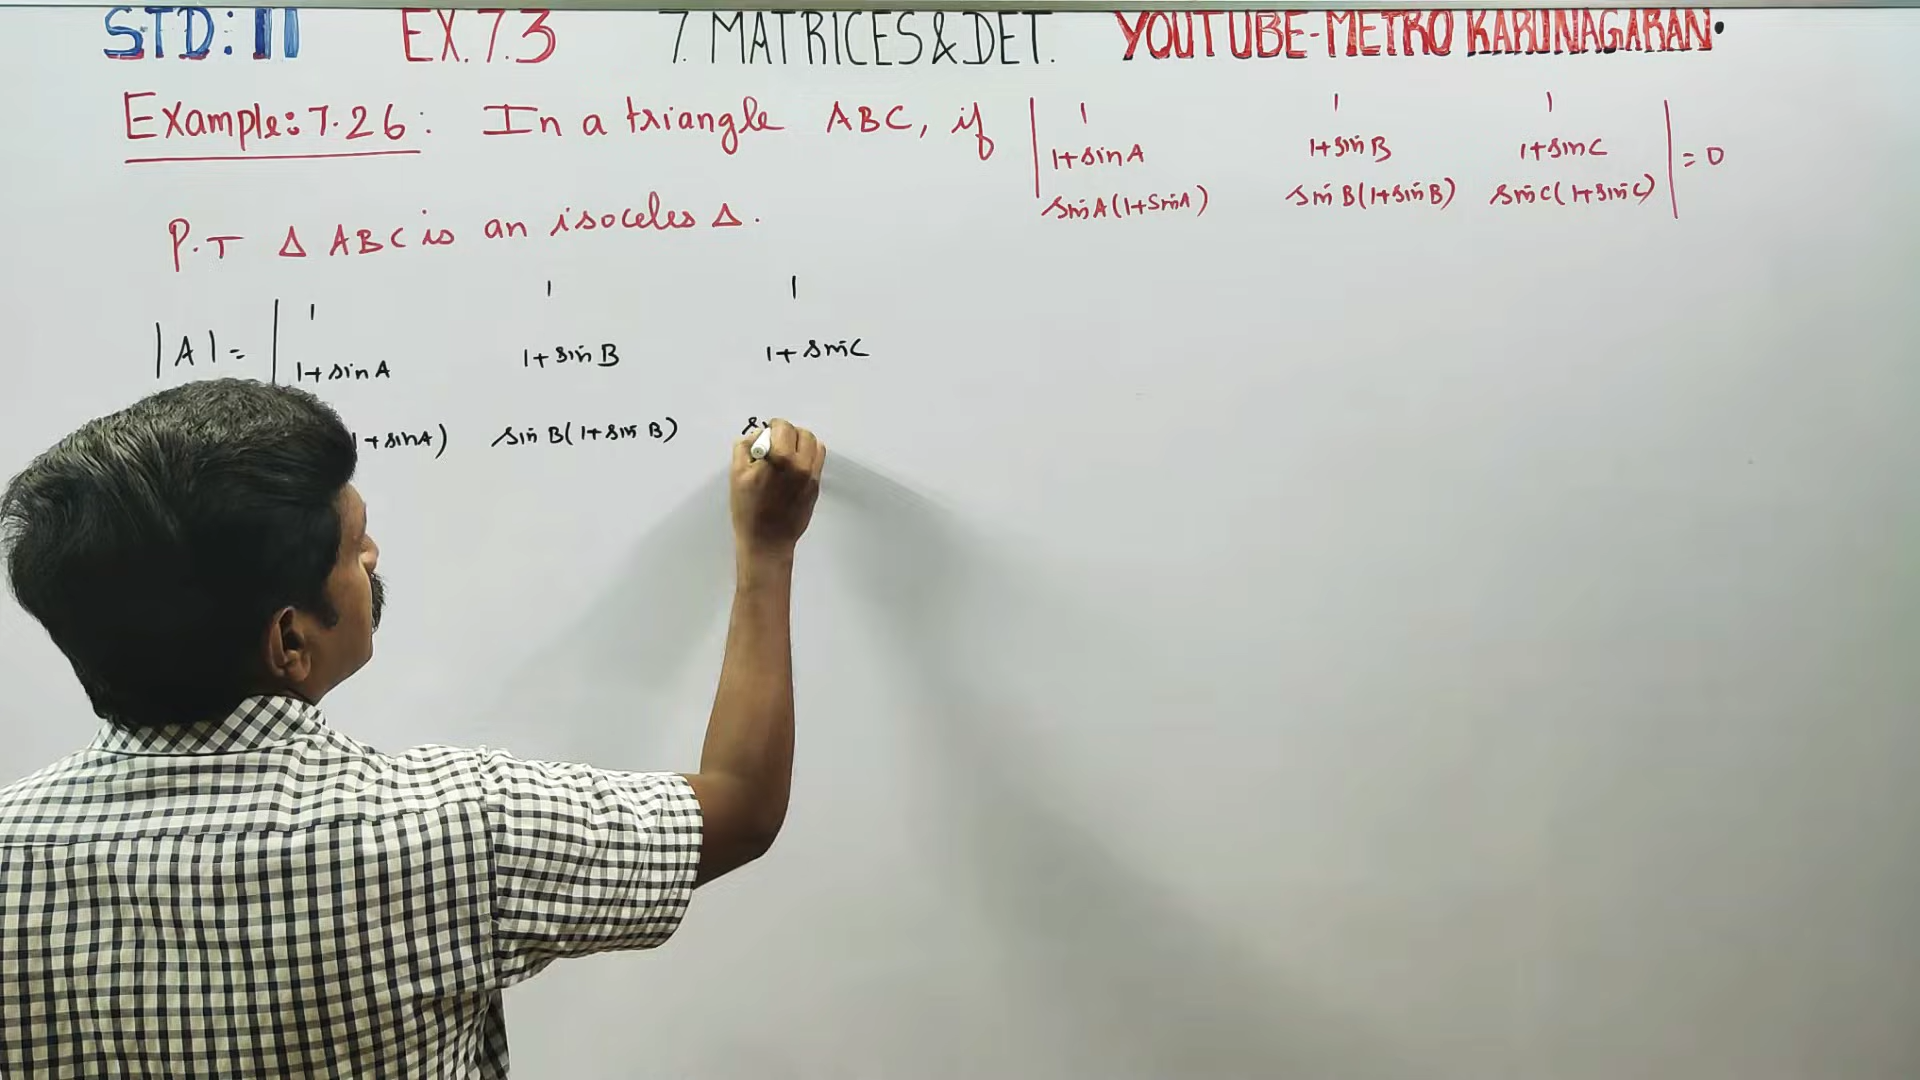 STD: 11 EX.7.3 7. MATRICES & DET. YOUTUBE-METRO KARUNAGARAN.
Example: 7.26: In a triangle ABC, if | 1 1 1 |
1+sinA 1+sinB 1+sinC = 0
sinA(1+sinA) sinB(1+sinB) sinC(1+sinC)
P.T Δ ABC is an isoceles Δ.
1 1 1
|A| = | 1+sinA 1+sinB 1+sinC
1+sinA) sinB(1+sinB)